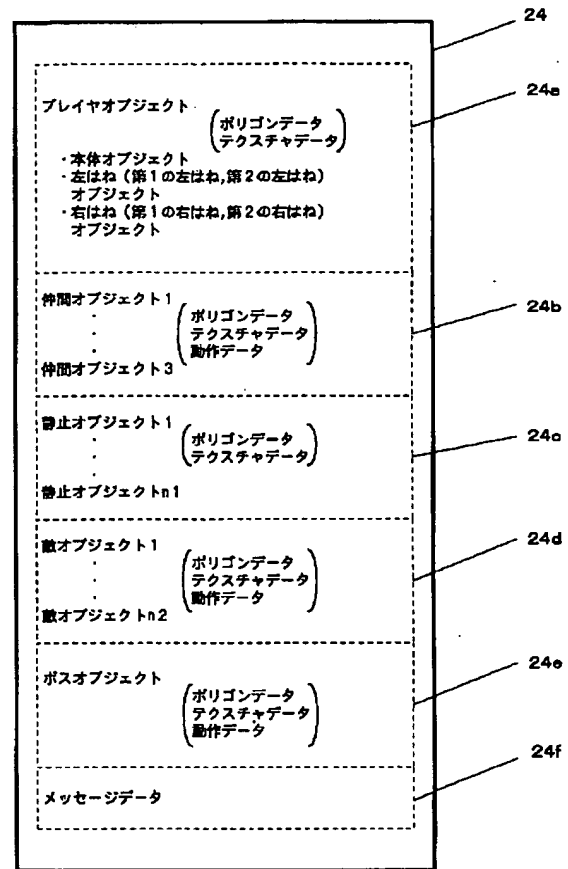 24
24a
プレイヤオブジェクト
ポリゴンデータ
テクスチャデータ
・本体オブジェクト
・左はね(第1の左はね,第2の左はね)
オブジェクト
・右はね(第1の右はね,第2の右はね)
オブジェクト
仲間オブジェクト1
ポリゴンデータ
テクスチャデータ
動作データ
仲間オブジェクト3
24b
静止オブジェクト1
ポリゴンデータ
テクスチャデータ
静止オブジェクトn1
24c
敵オブジェクト1
ポリゴンデータ
テクスチャデータ
動作データ
敵オブジェクトn2
24d
ボスオブジェクト
ポリゴンデータ
テクスチャデータ
動作データ
24e
メッセージデータ
24f